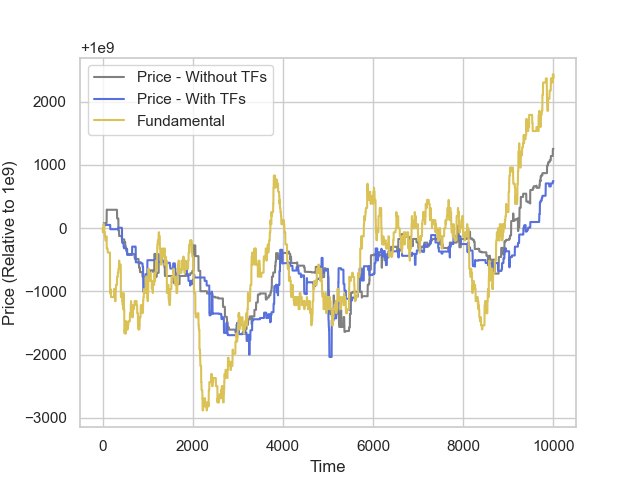 +1e9
Price - Without TFs
Price - With TFs
Fundamental
2000
1000
0
−1000
−2000
−3000
Price (Relative to 1e9)
0 2000 4000 6000 8000 10000
Time